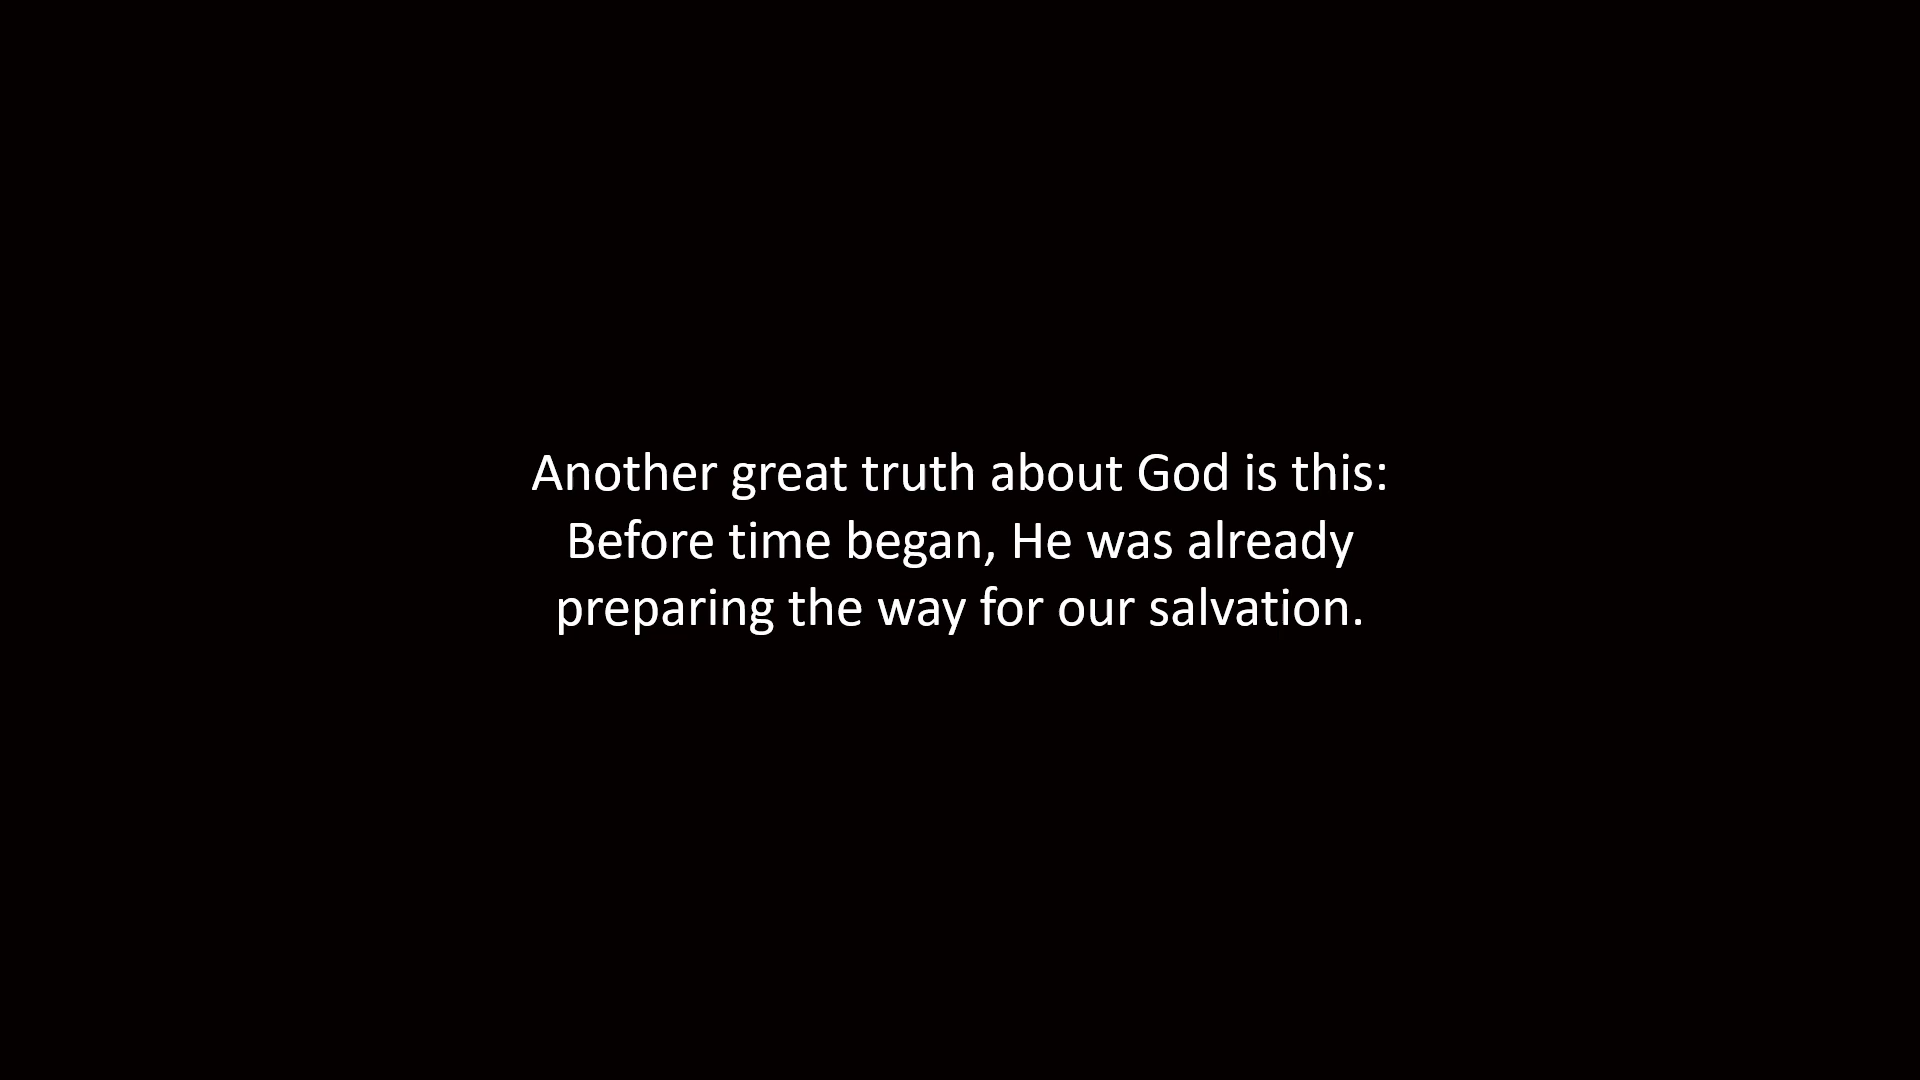 Another great truth about God is this:
Before time began, He was already
preparing the way for our salvation.